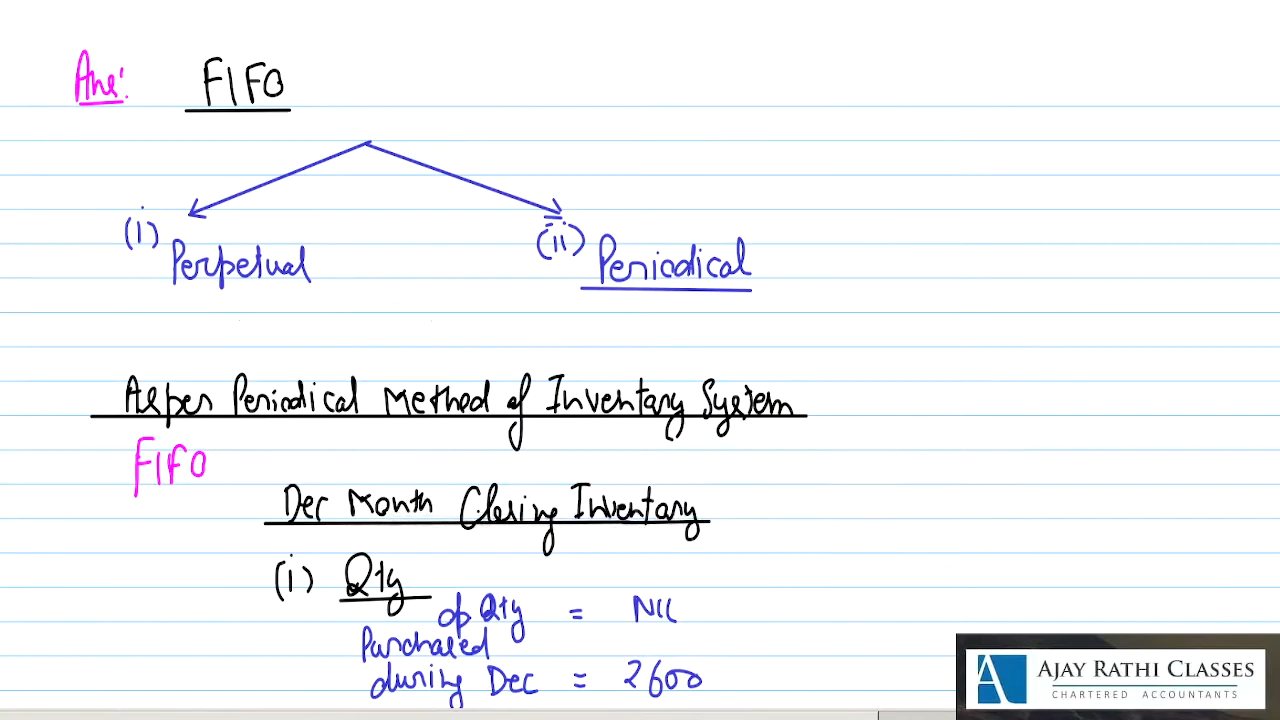 Ans: FIFO
(i) Perpetual
(ii) Periodical
As per Periodical Method of Inventory System
FIFO
Dec Month Closing Inventory
(i) Qty
op Qty = NIL
Purchased
during Dec = 2600
AJAY RATHI CLASSES
CHARTERED ACCOUNTANTS